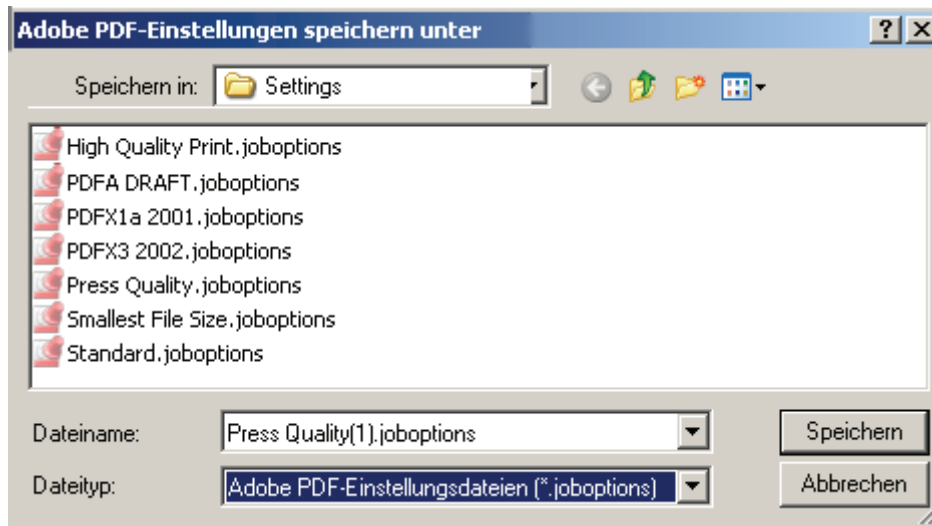 Adobe PDF-Einstellungen speichern unter
Speichern in: Settings
High Quality Print.joboptions
PDFA DRAFT.joboptions
PDFX1a 2001.joboptions
PDFX3 2002.joboptions
Press Quality.joboptions
Smallest File Size.joboptions
Standard.joboptions
Dateiname: Press Quality(1).joboptions Speichern
Dateityp: Adobe PDF-Einstellungsdateien (*.joboptions) Abbrechen